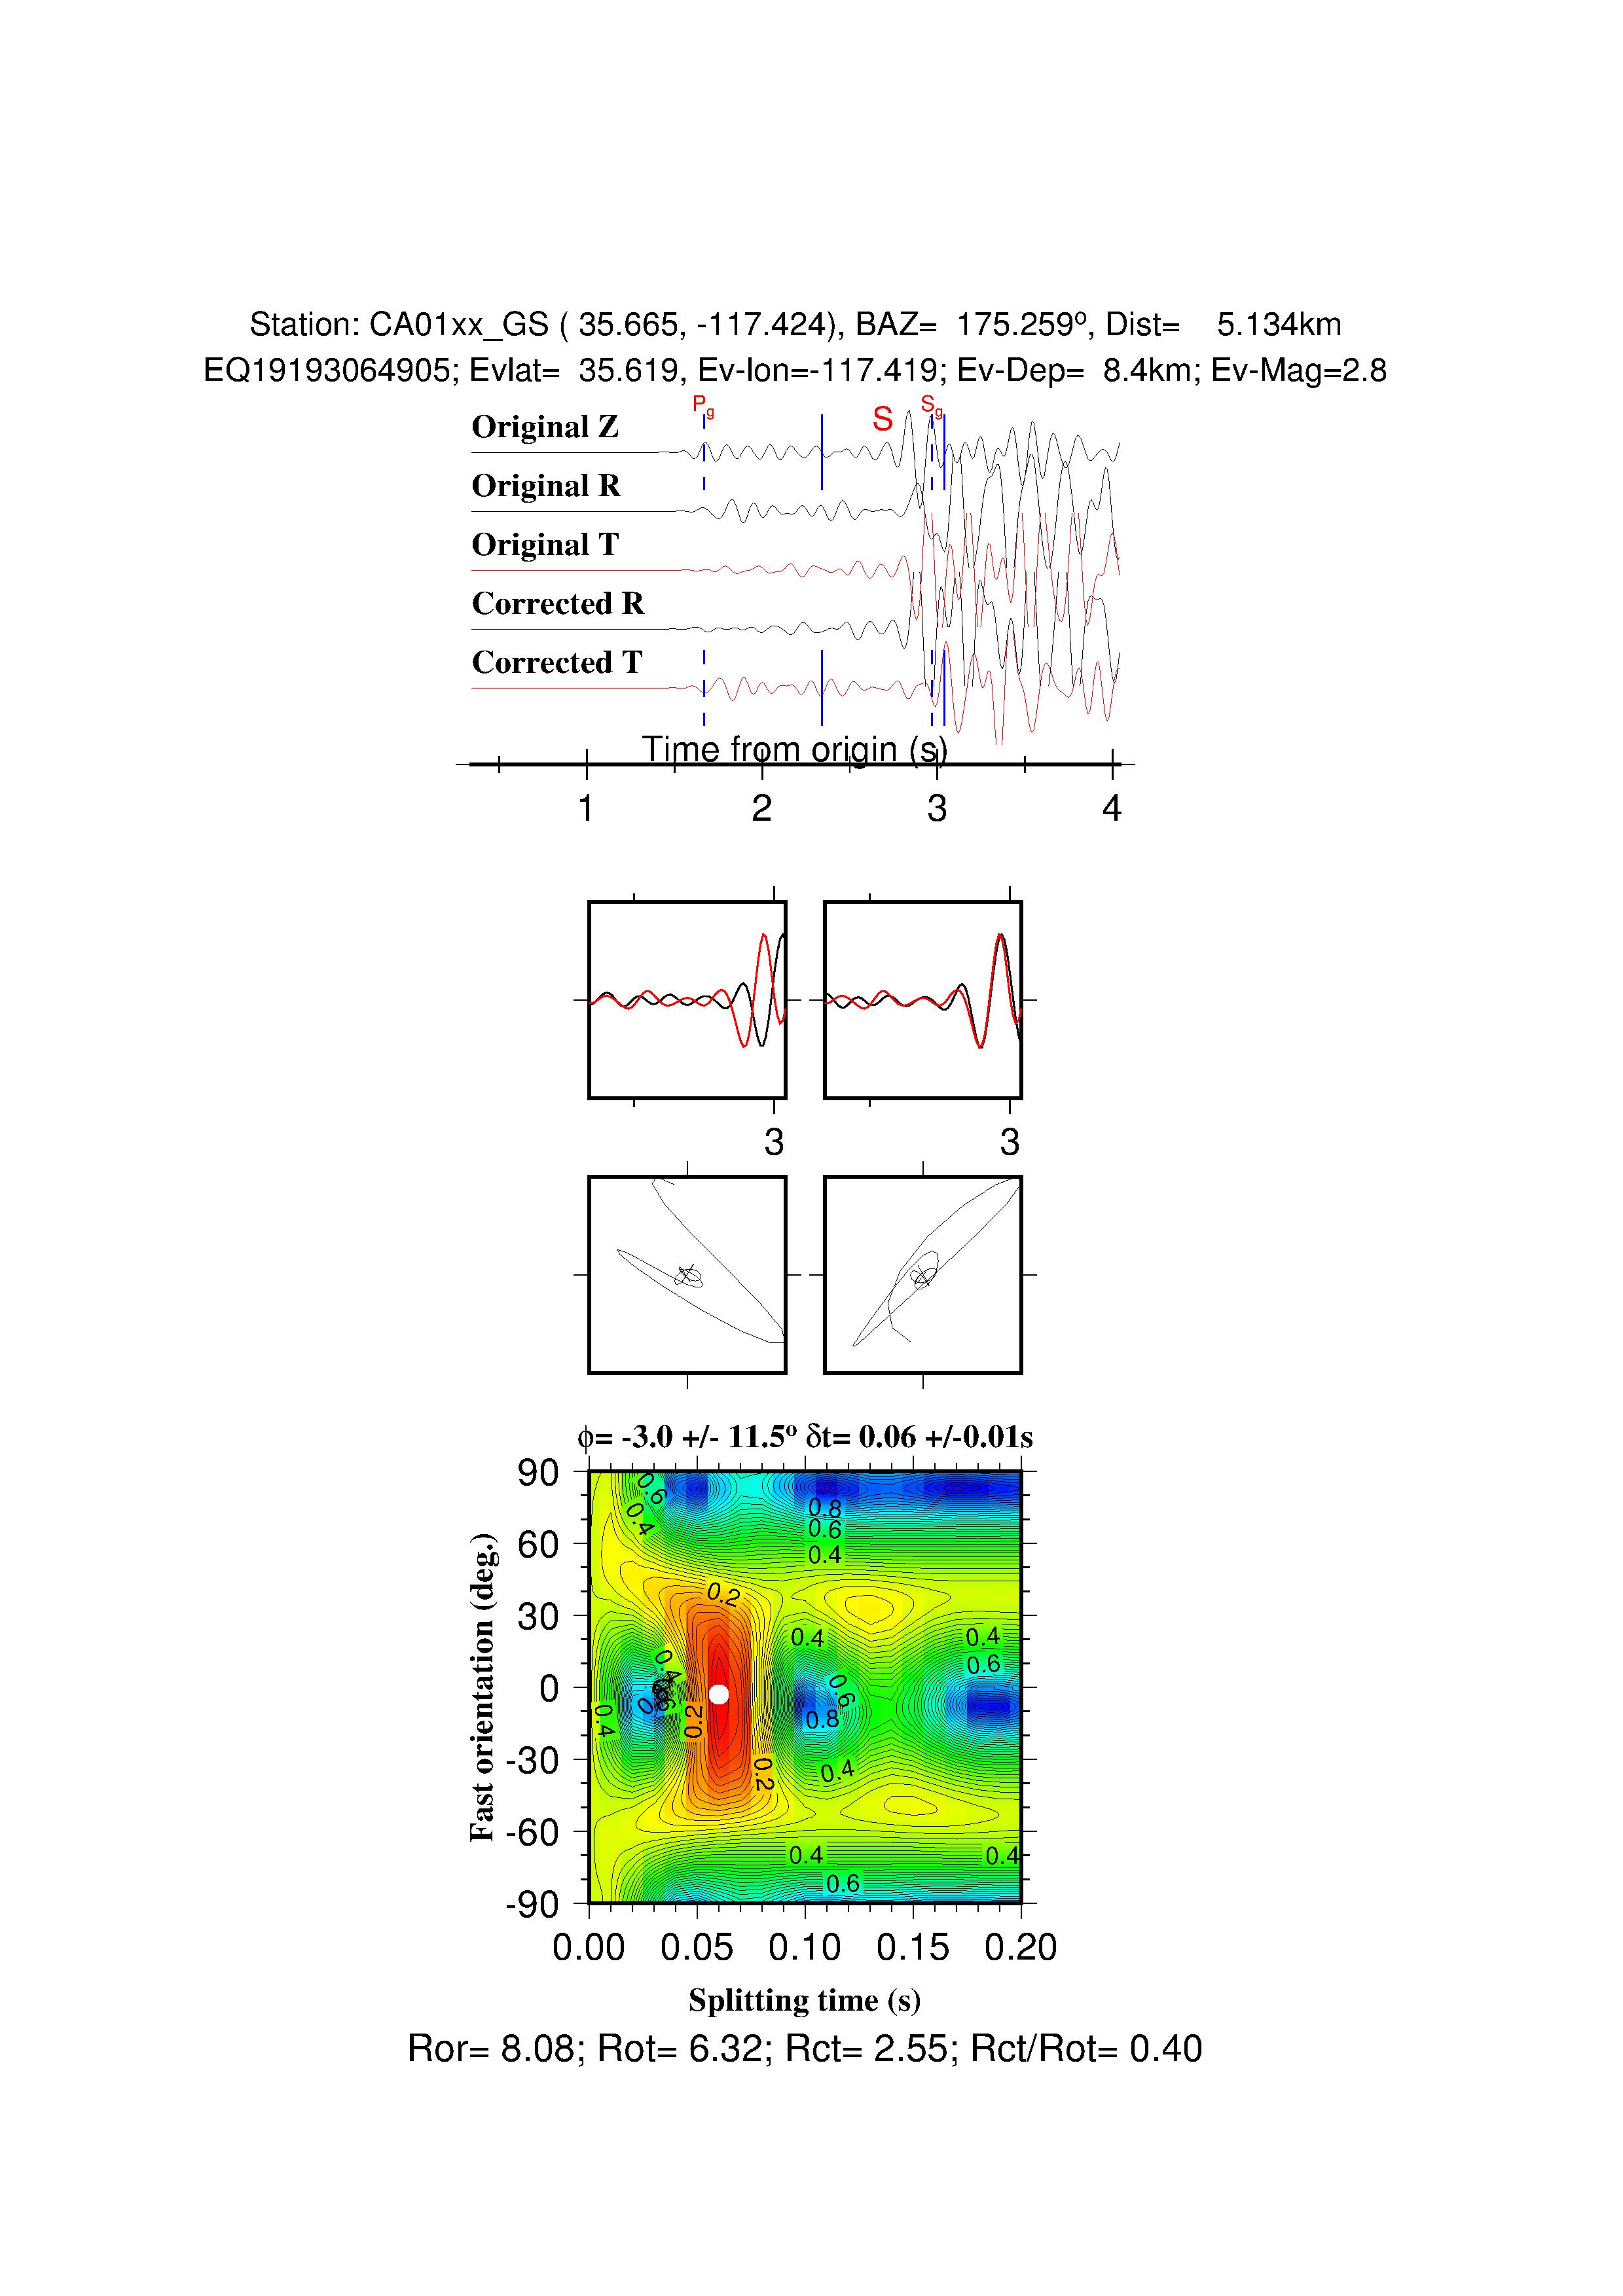 Station: CA01xx_GS ( 35.665, -117.424), BAZ= 175.259º, Dist= 5.134km
EQ19193064905; Evlat= 35.619, Ev-lon=-117.419; Ev-Dep= 8.4km; Ev-Mag=2.8
Pg S Sg
Original Z
Original R
Original T
Corrected R
Corrected T
Time from origin (s)
1 2 3 4
3 3
ϕ= -3.0 +/- 11.5º δt= 0.06 +/-0.01s
90
60
30
0
-30
-60
-90
Fast orientation (deg.)
0.6
0.4
0.8
0.6
0.4
0.2
0.4
0.4
0.4
0.6
0.6
0.4
0.2
0.8
0.2
0.4
0.4
0.4
0.6
0.00 0.05 0.10 0.15 0.20
Splitting time (s)
Ror= 8.08; Rot= 6.32; Rct= 2.55; Rct/Rot= 0.40